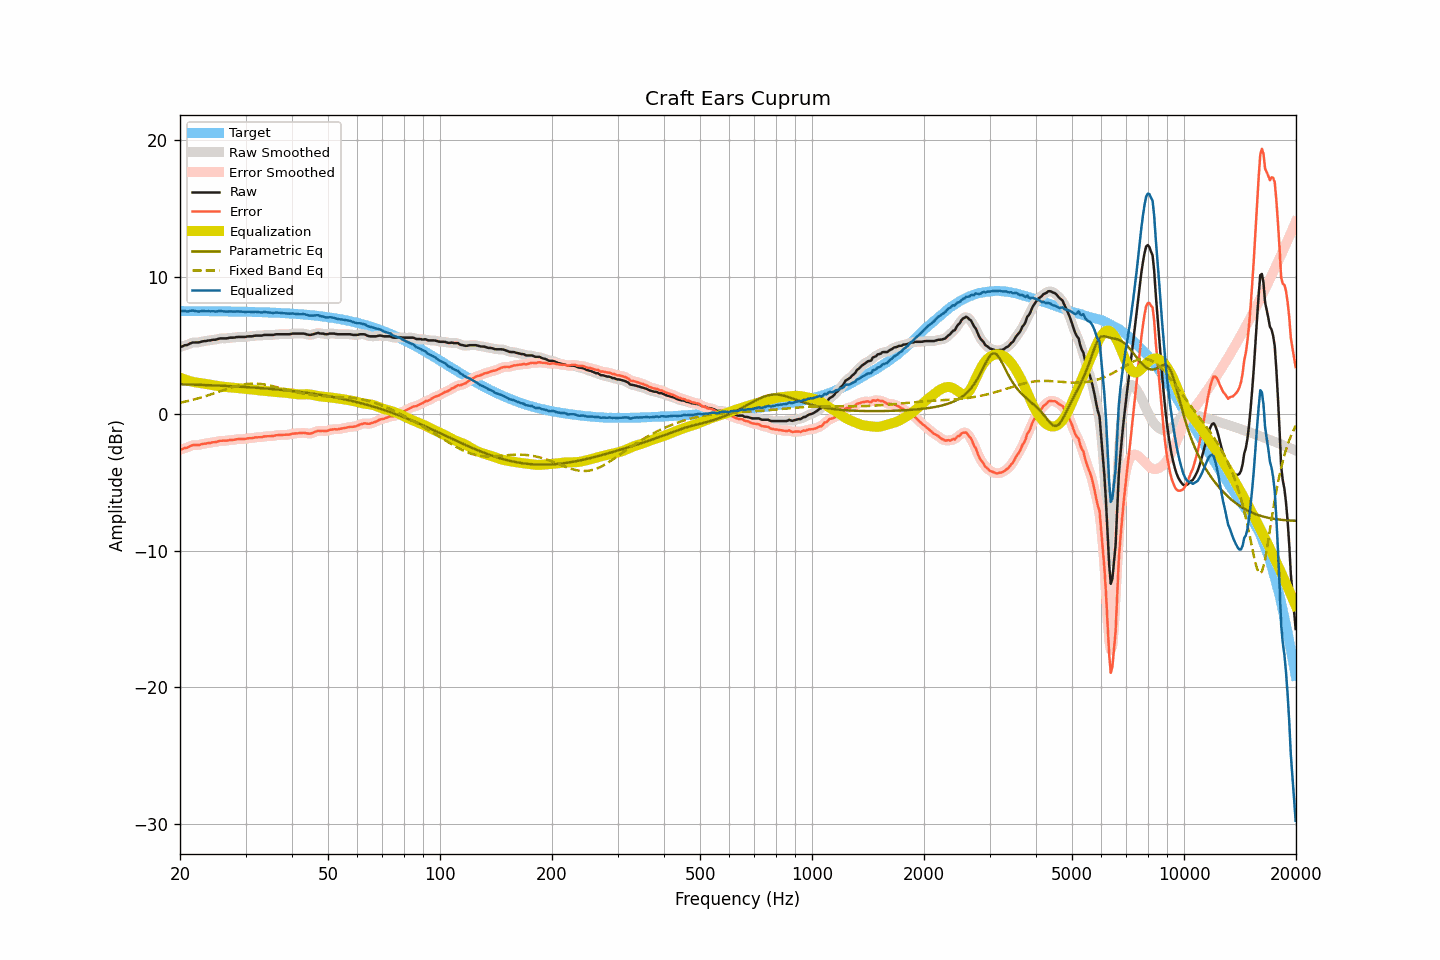 Craft Ears Cuprum
Target
Raw Smoothed
Error Smoothed
Raw
Error
Equalization
Parametric Eq
Fixed Band Eq
Equalized
20
10
0
−10
−20
−30
Amplitude (dBr)
20 50 100 200 500 1000 2000 5000 10000 20000
Frequency (Hz)